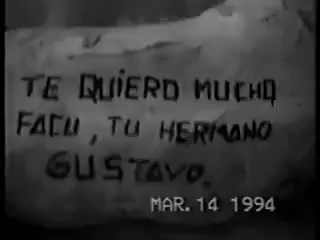 TE QUIERO MUCHO
FACU, TU HERMANO
GUSTAVO.
MAR. 14 1994